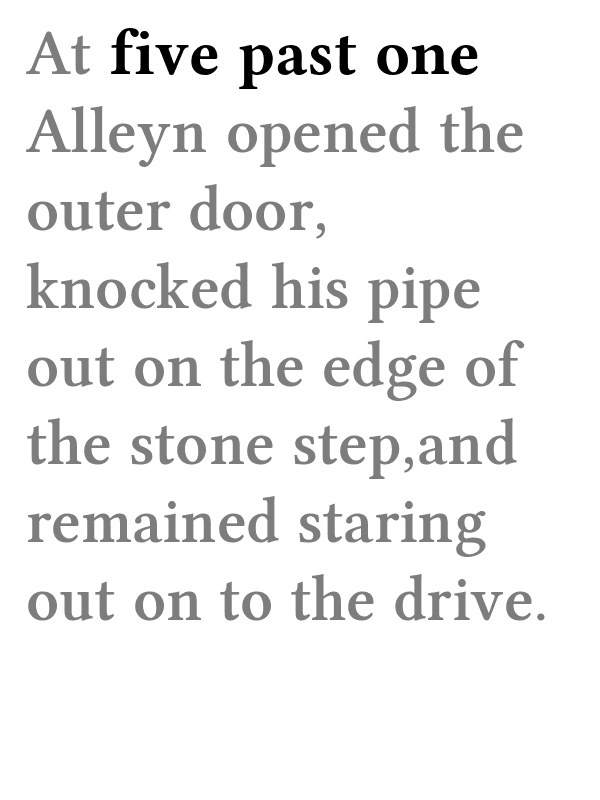 At five past one
Alleyn opened the
outer door,
knocked his pipe
out on the edge of
the stone step,and
remained staring
out on to the drive.